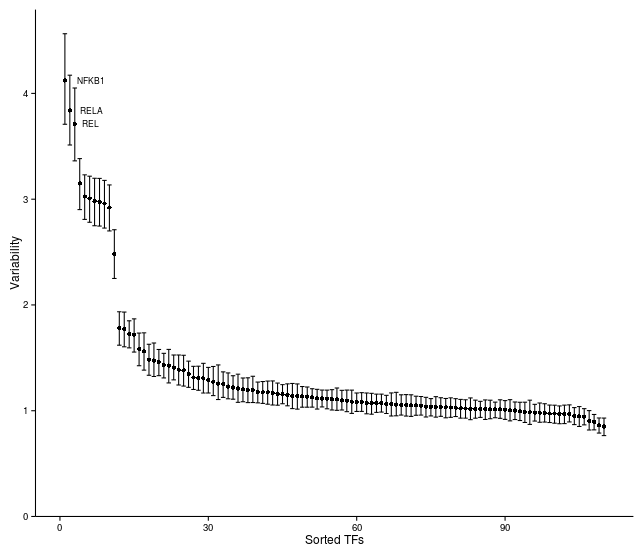 NFKB1
RELA
REL
4
3
2
1
0
Variability
0 30 60 90
Sorted TFs